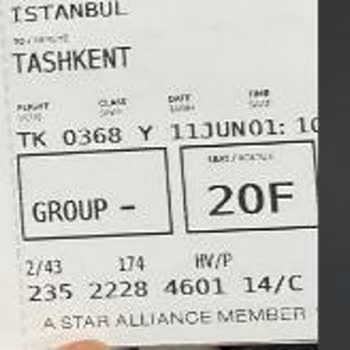 ISTANBUL
TASHKENT
FLIGHT CLASS DATE TIME
TK 0368 Y 11JUN01:10
GROUP - 20F
2/43 174 HV/P
235 2228 4601 14/C
A STAR ALLIANCE MEMBER